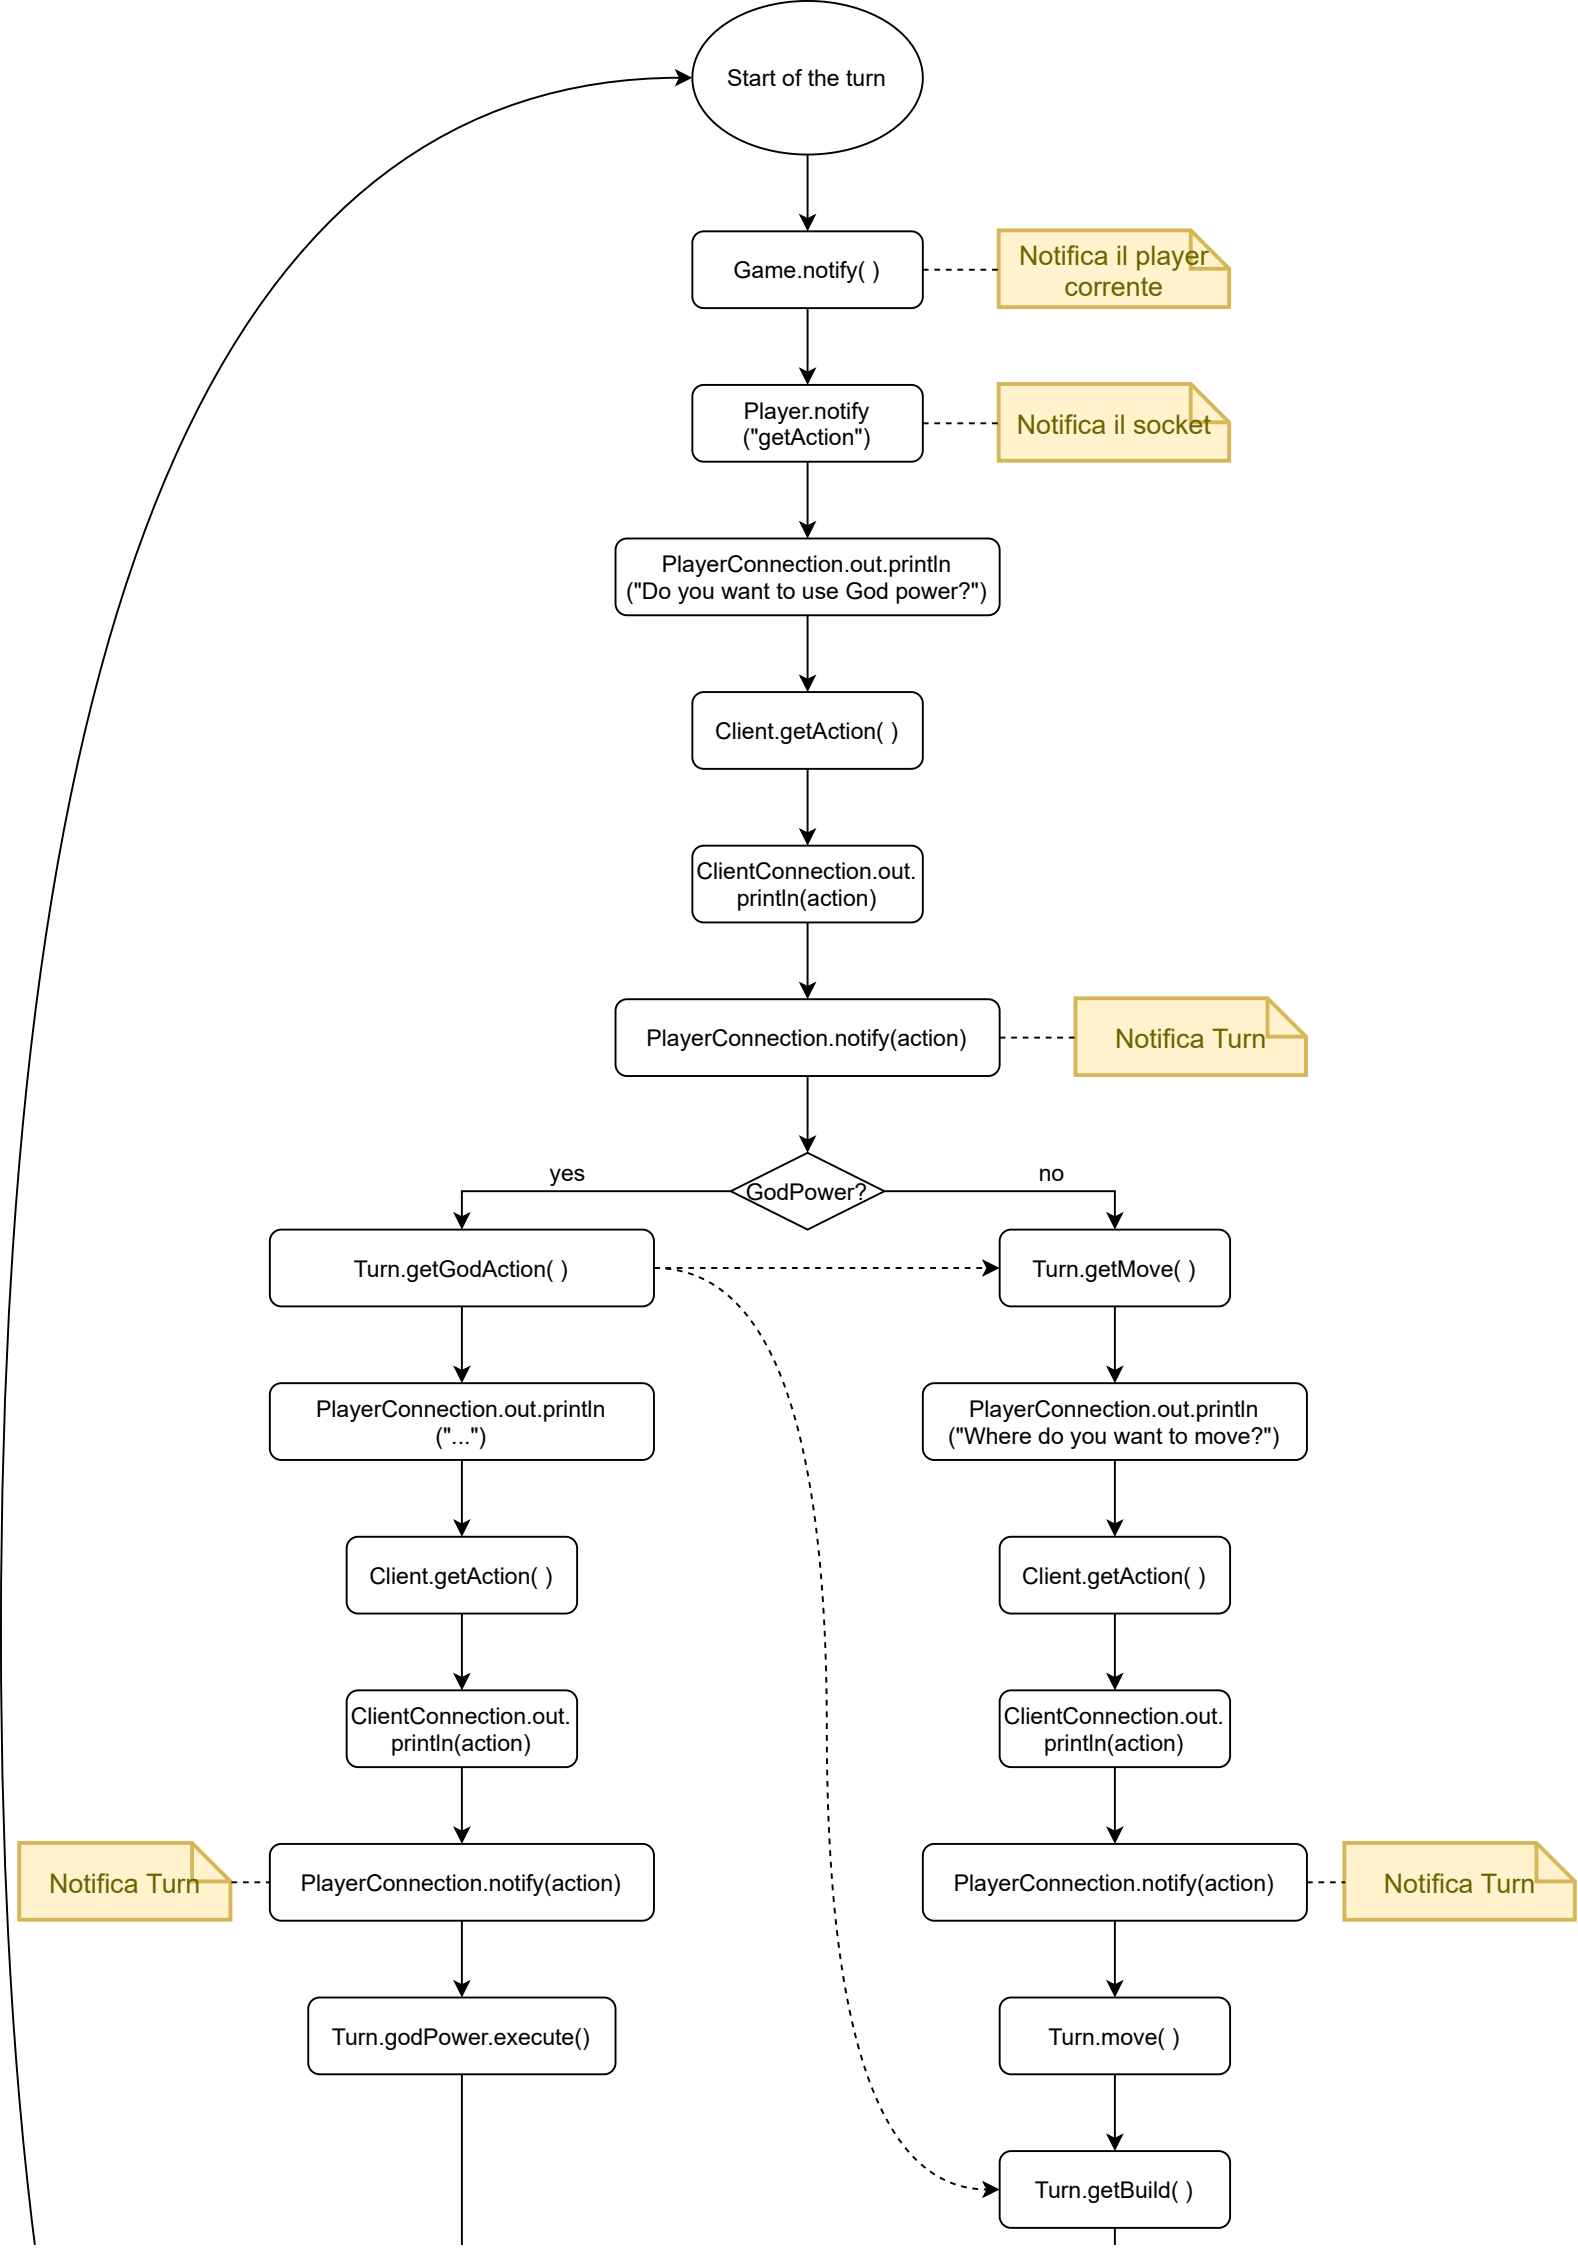 Start of the turn
Game.notify( )
Notifica il player
corrente
Player.notify
("getAction")
Notifica il socket
PlayerConnection.out.println
("Do you want to use God power?")
Client.getAction( )
ClientConnection.out.
println(action)
PlayerConnection.notify(action)
Notifica Turn
GodPower?
yes
no
Turn.getGodAction( )
Turn.getMove( )
PlayerConnection.out.println
("...")
PlayerConnection.out.println
("Where do you want to move?")
Client.getAction( )
Client.getAction( )
ClientConnection.out.
println(action)
ClientConnection.out.
println(action)
Notifica Turn
PlayerConnection.notify(action)
PlayerConnection.notify(action)
Notifica Turn
Turn.godPower.execute()
Turn.move( )
Turn.getBuild( )